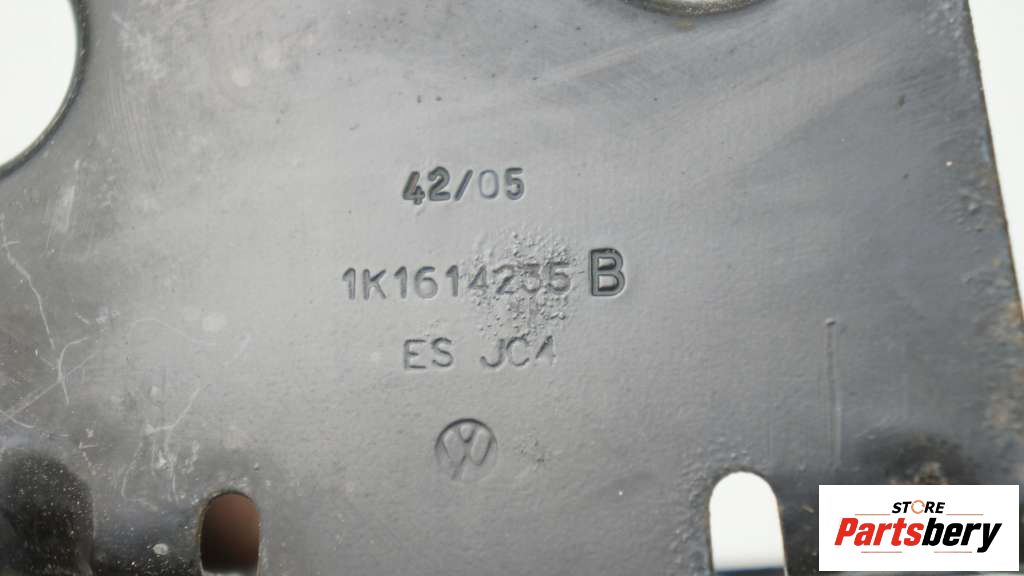 42/05
1K1614235 B
ES JC4
STORE
Partsbery